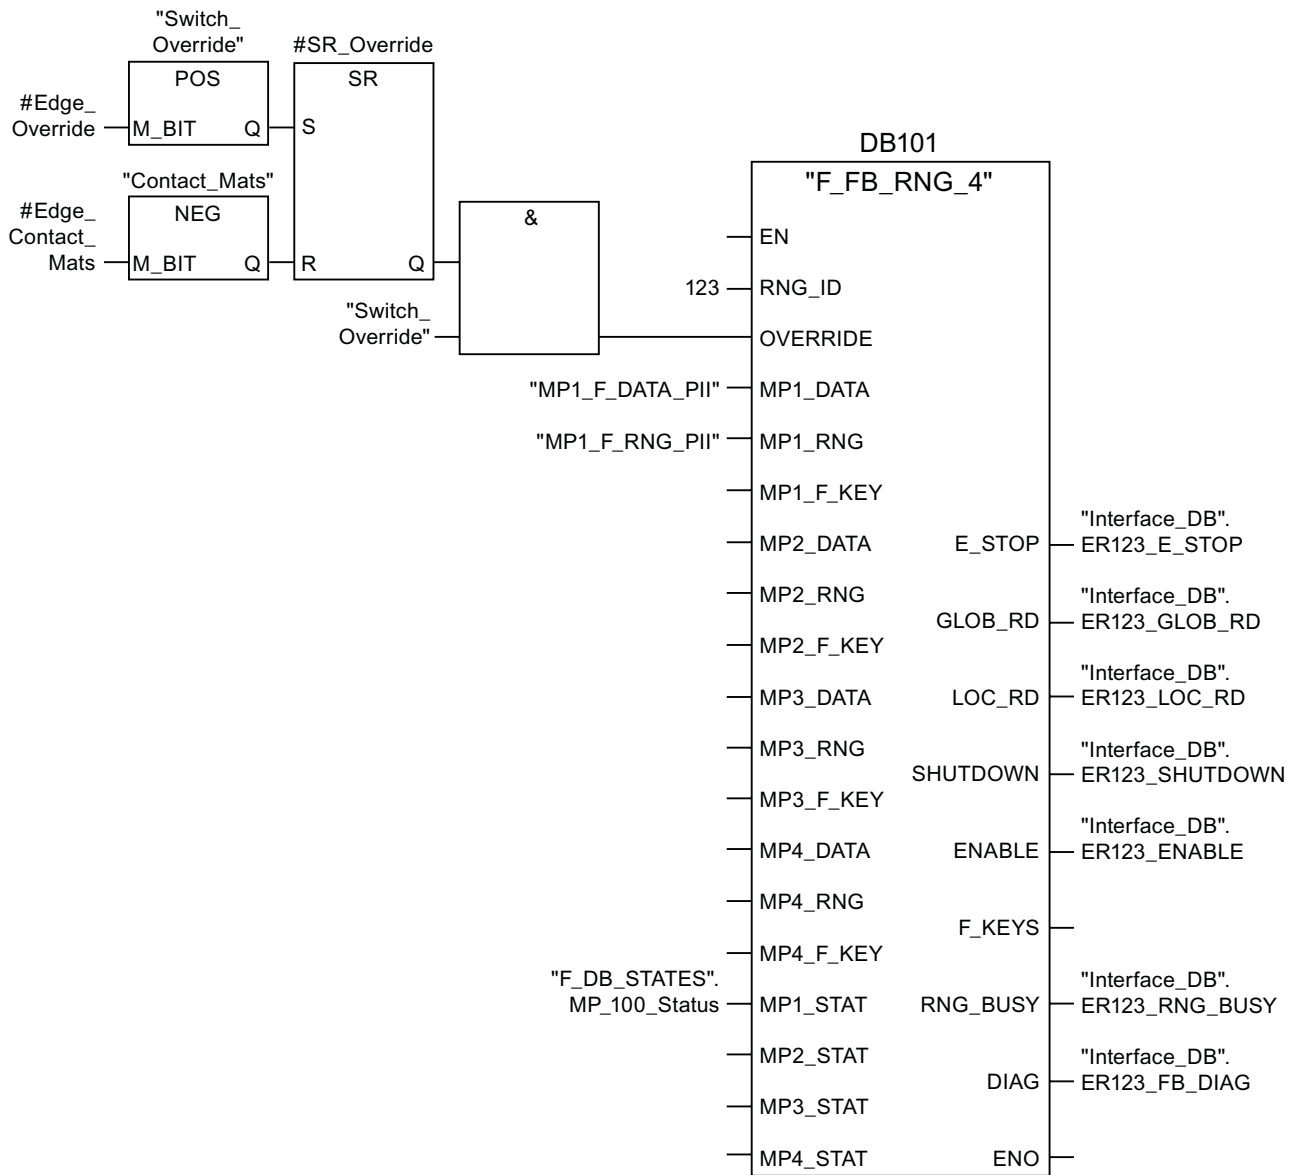 "Switch_
Override"
POS
#Edge_
Override
M_BIT
Q
#SR_Override
SR
S
"Contact_Mats"
NEG
#Edge_
Contact_
Mats
M_BIT
Q
R
Q
&
"Switch_
Override"
DB101
"F_FB_RNG_4"
EN
123
RNG_ID
OVERRIDE
"MP1_F_DATA_PII"
MP1_DATA
"MP1_F_RNG_PII"
MP1_RNG
MP1_F_KEY
MP2_DATA
MP2_RNG
MP2_F_KEY
MP3_DATA
MP3_RNG
MP3_F_KEY
MP4_DATA
MP4_RNG
MP4_F_KEY
"F_DB_STATES".
MP_100_Status
MP1_STAT
MP2_STAT
MP3_STAT
MP4_STAT
E_STOP
"Interface_DB".
ER123_E_STOP
GLOB_RD
"Interface_DB".
ER123_GLOB_RD
LOC_RD
"Interface_DB".
ER123_LOC_RD
SHUTDOWN
"Interface_DB".
ER123_SHUTDOWN
ENABLE
"Interface_DB".
ER123_ENABLE
F_KEYS
RNG_BUSY
"Interface_DB".
ER123_RNG_BUSY
DIAG
"Interface_DB".
ER123_FB_DIAG
ENO